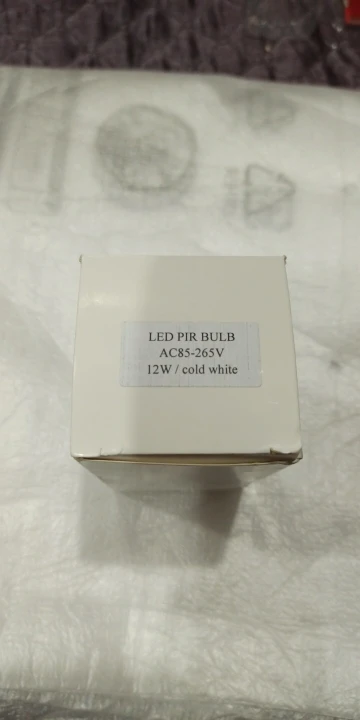 LED PIR BULB
AC85-265V
12W / cold white